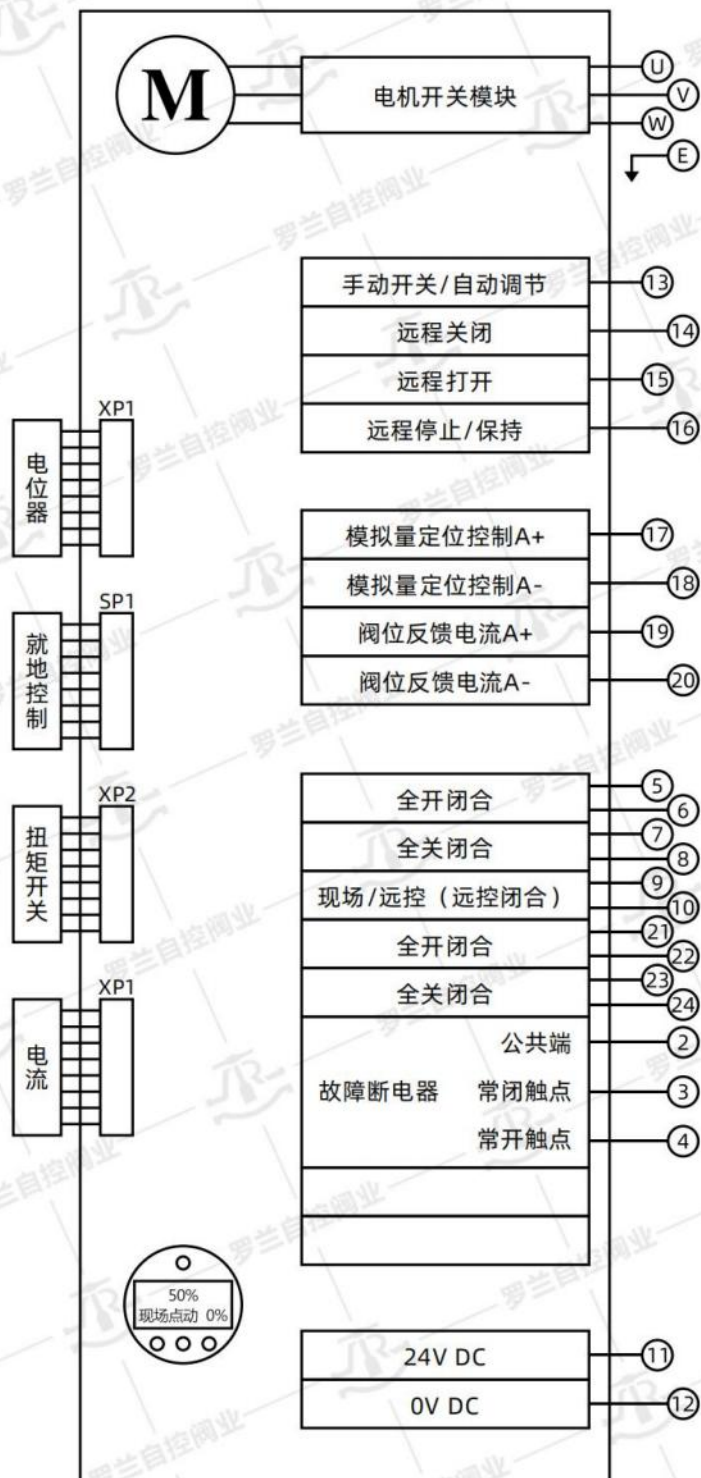 M
电机开关模块
U
V
W
E
手动开关/自动调节
13
远程关闭
14
远程打开
15
远程停止/保持
16
XP1
电位器
模拟量定位控制A+
17
模拟量定位控制A-
18
阀位反馈电流A+
19
阀位反馈电流A-
20
SP1
就地控制
XP2
扭矩开关
全开闭合
5
6
全关闭合
7
8
现场/远控（远控闭合）
9
10
全开闭合
21
22
全关闭合
23
24
XP1
电流
公共端
2
故障断电器 常闭触点
3
常开触点
4
50%
现场点动 0%
24V DC
11
0V DC
12
罗兰自控阀业